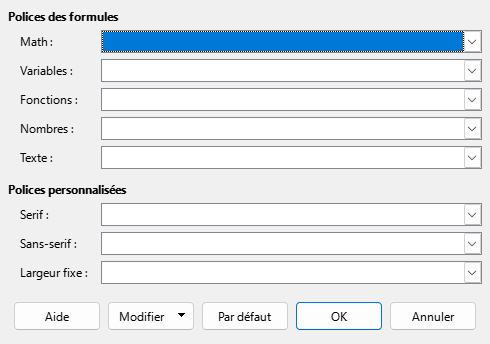 Polices des formules
Math :
Variables :
Fonctions :
Nombres :
Texte :
Polices personnalisées
Serif :
Sans-serif :
Largeur fixe :
Aide Modifier Par défaut OK Annuler